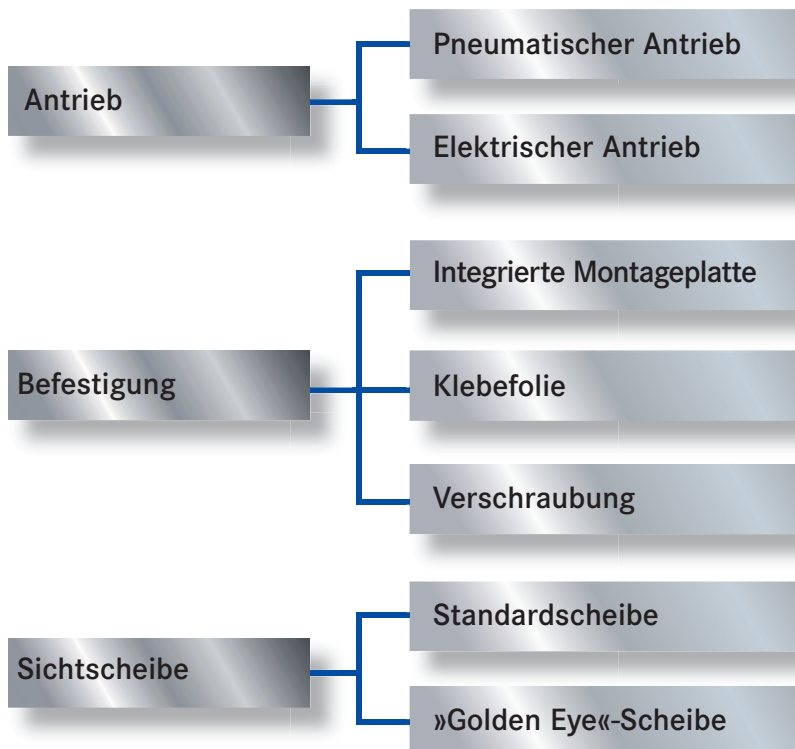 Antrieb
Pneumatischer Antrieb
Elektrischer Antrieb
Befestigung
Integrierte Montageplatte
Klebefolie
Verschraubung
Sichtscheibe
Standardscheibe
»Golden Eye«-Scheibe